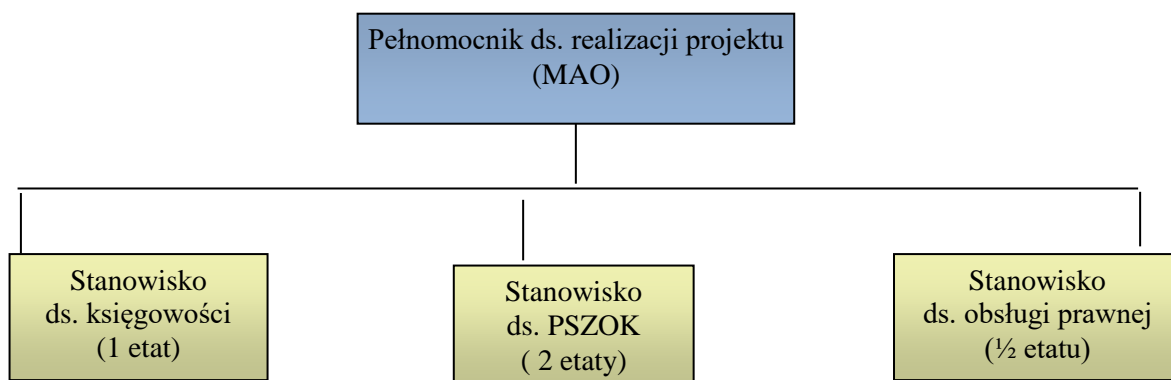 Pełnomocnik ds. realizacji projektu
(MAO)
Stanowisko
ds. księgowości
(1 etat)
Stanowisko
ds. PSZOK
( 2 etaty)
Stanowisko
ds. obsługi prawnej
(½ etatu)